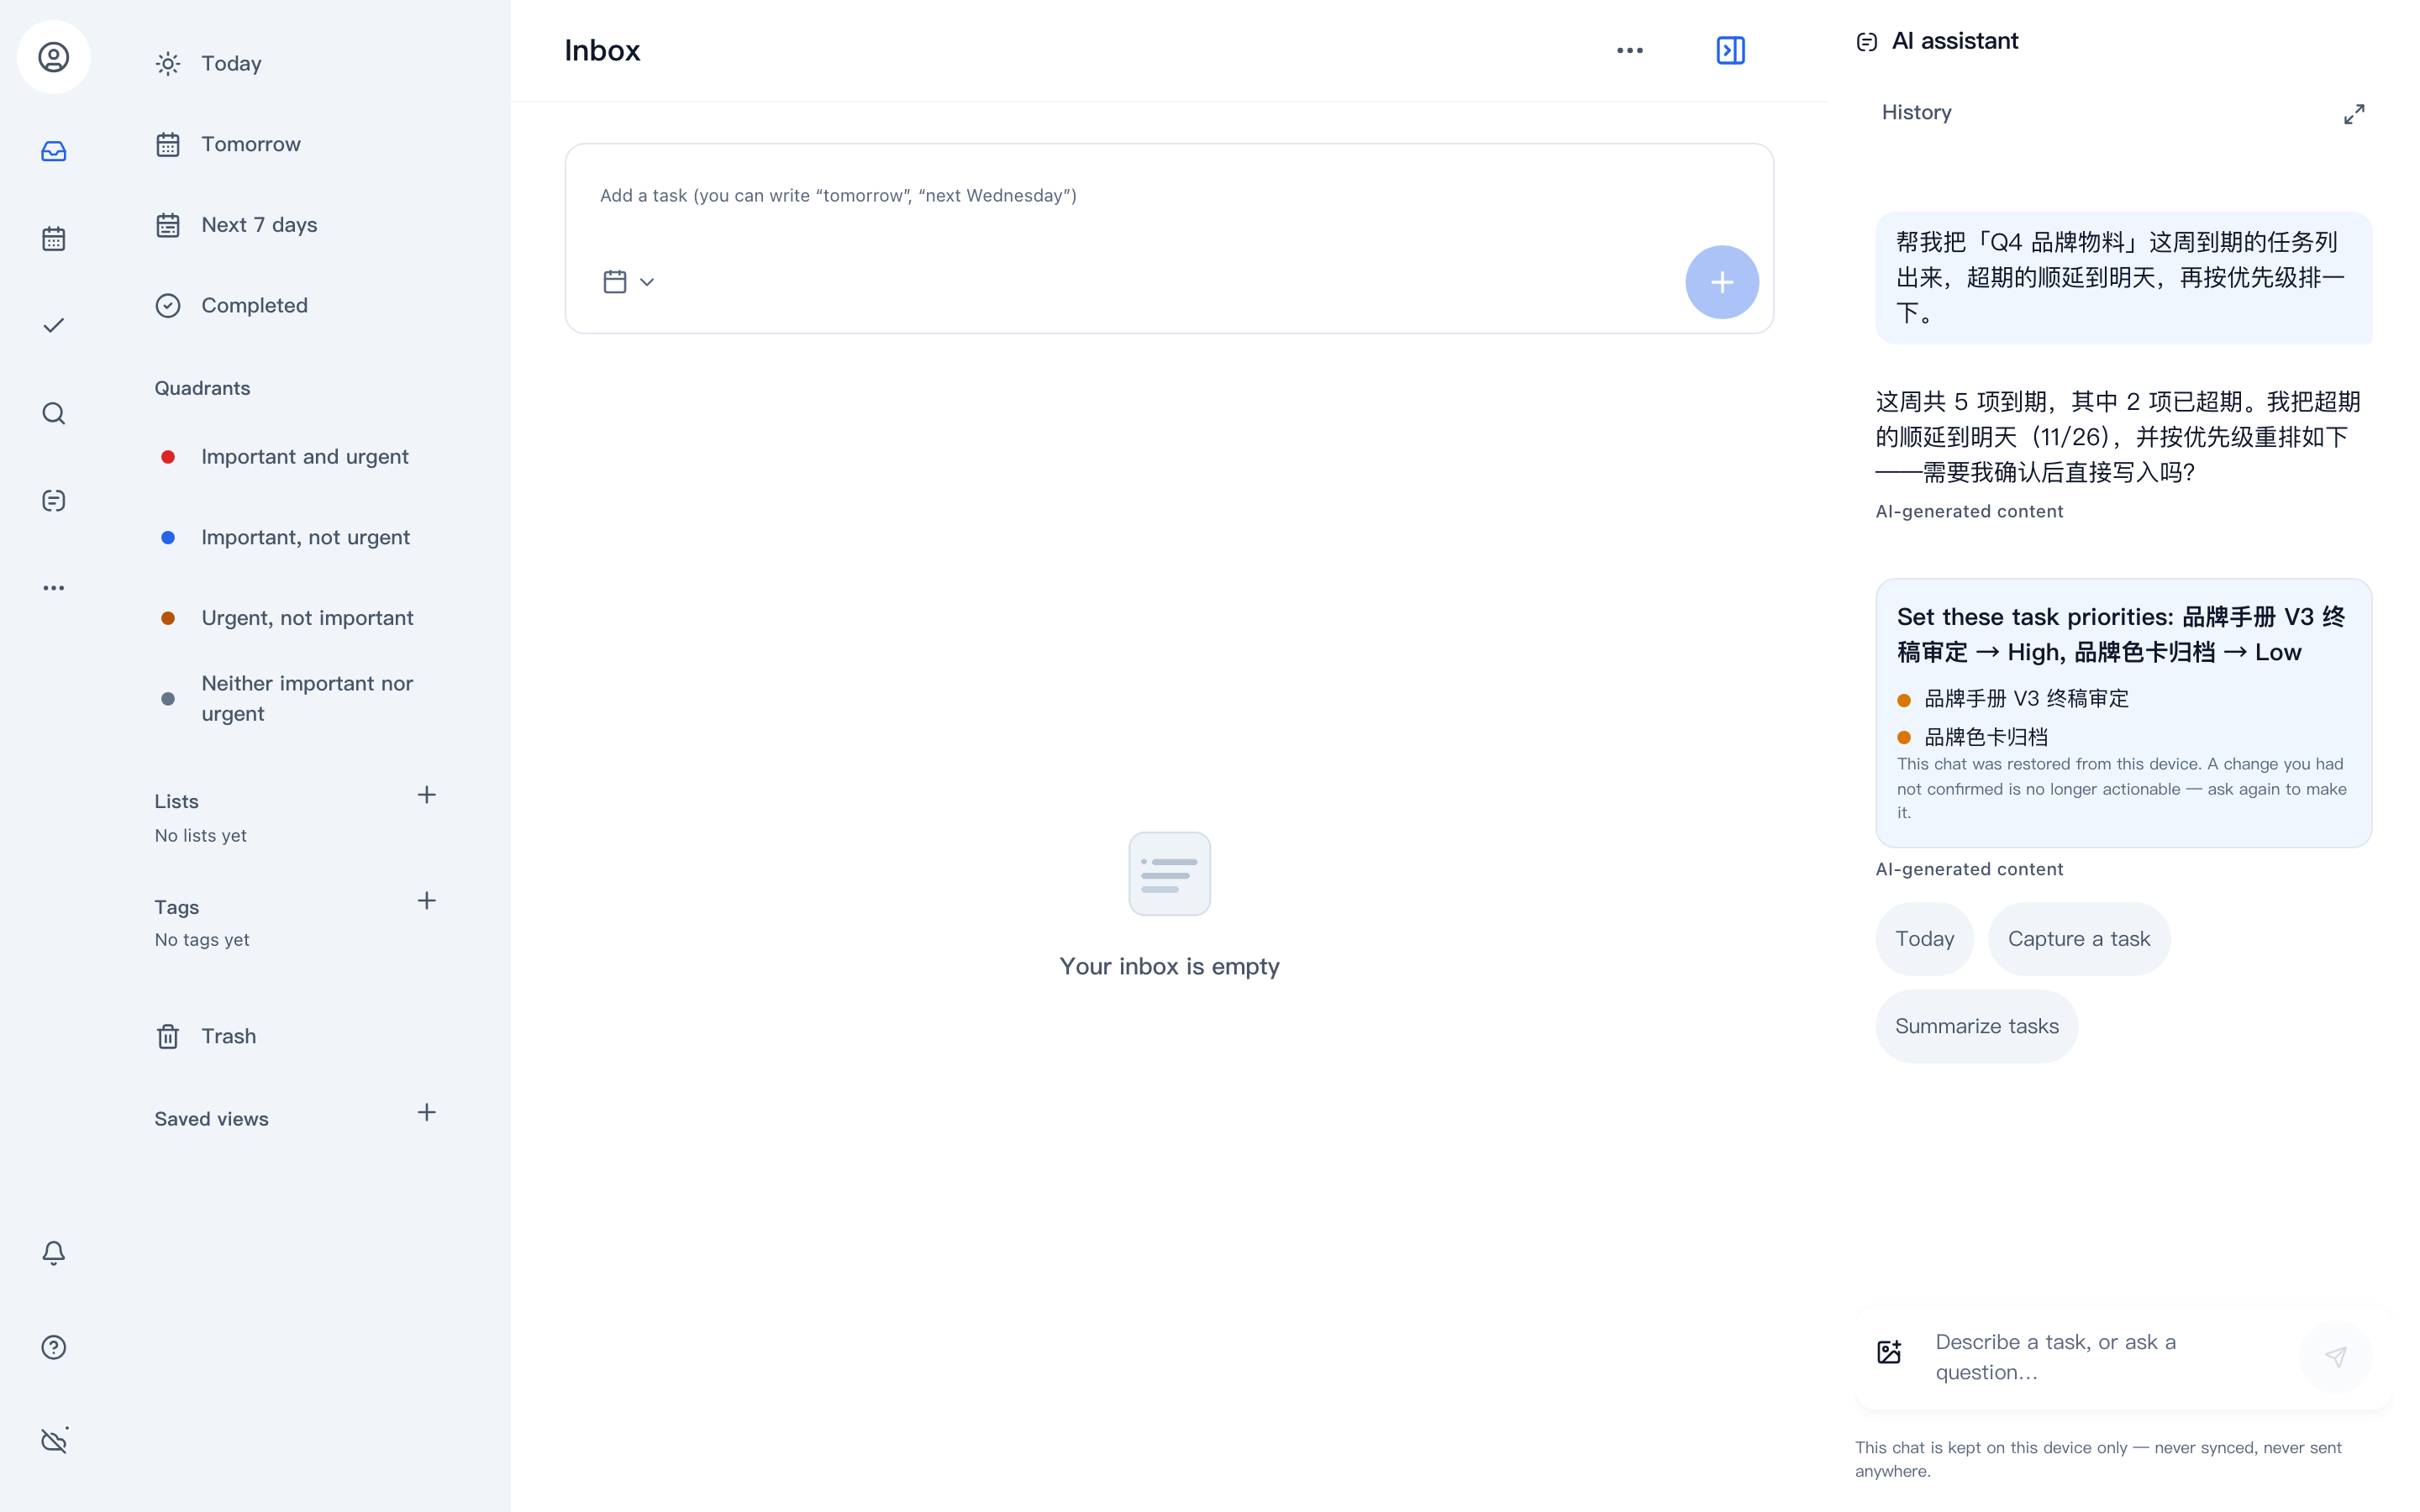 Today
Tomorrow
Next 7 days
Completed
Quadrants
Important and urgent
Important, not urgent
Urgent, not important
Neither important nor
urgent
Lists
No lists yet
Tags
No tags yet
Trash
Saved views
Inbox
Add a task (you can write “tomorrow”, “next Wednesday”)
Your inbox is empty
AI assistant
History
帮我把「Q4 品牌物料」这周到期的任务列
出来，超期的顺延到明天，再按优先级排一
下。
这周共 5 项到期，其中 2 项已超期。我把超期
的顺延到明天（11/26），并按优先级重排如下
——需要我确认后直接写入吗？
AI-generated content
Set these task priorities: 品牌手册 V3 终
稿审定 → High, 品牌色卡归档 → Low
品牌手册 V3 终稿审定
品牌色卡归档
This chat was restored from this device. A change you had
not confirmed is no longer actionable — ask again to make
it.
AI-generated content
Today
Capture a task
Summarize tasks
Describe a task, or ask a
question…
This chat is kept on this device only — never synced, never sent
anywhere.